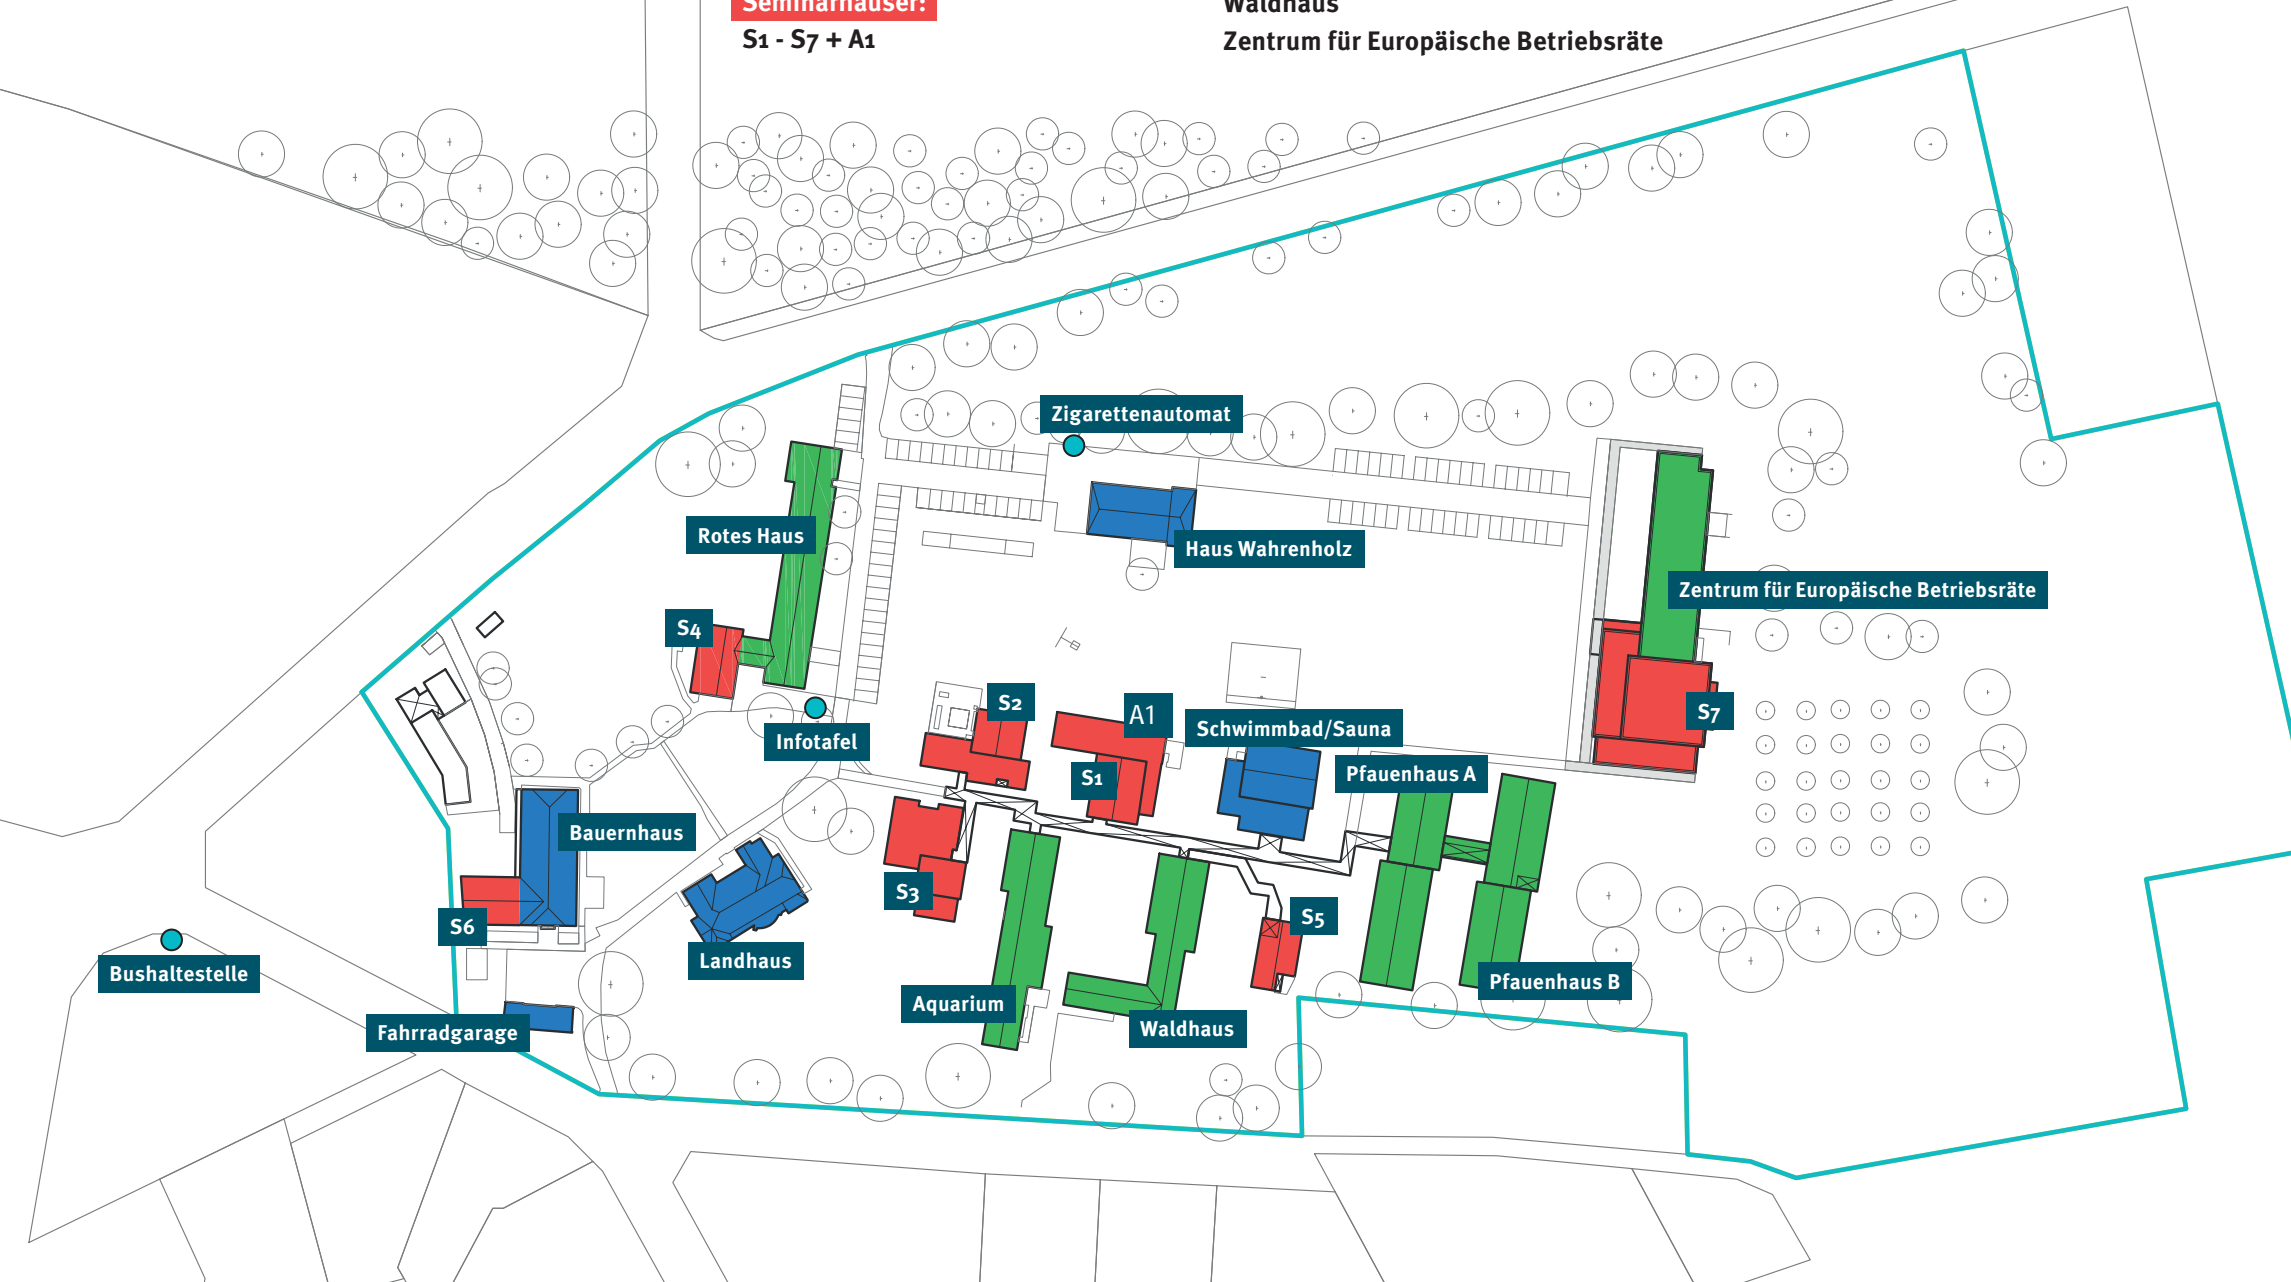 Seminarhäuser:
S1 - S7 + A1
Waldhaus
Zentrum für Europäische Betriebsräte
Zigarettenautomat
Rotes Haus
Haus Wahrenholz
Zentrum für Europäische Betriebsräte
S4
S2
A1
S7
Infotafel
Schwimmbad/Sauna
S1
Pfauenhaus A
Bauernhaus
S3
S6
S5
Landhaus
Bushaltestelle
Pfauenhaus B
Aquarium
Fahrradgarage
Waldhaus